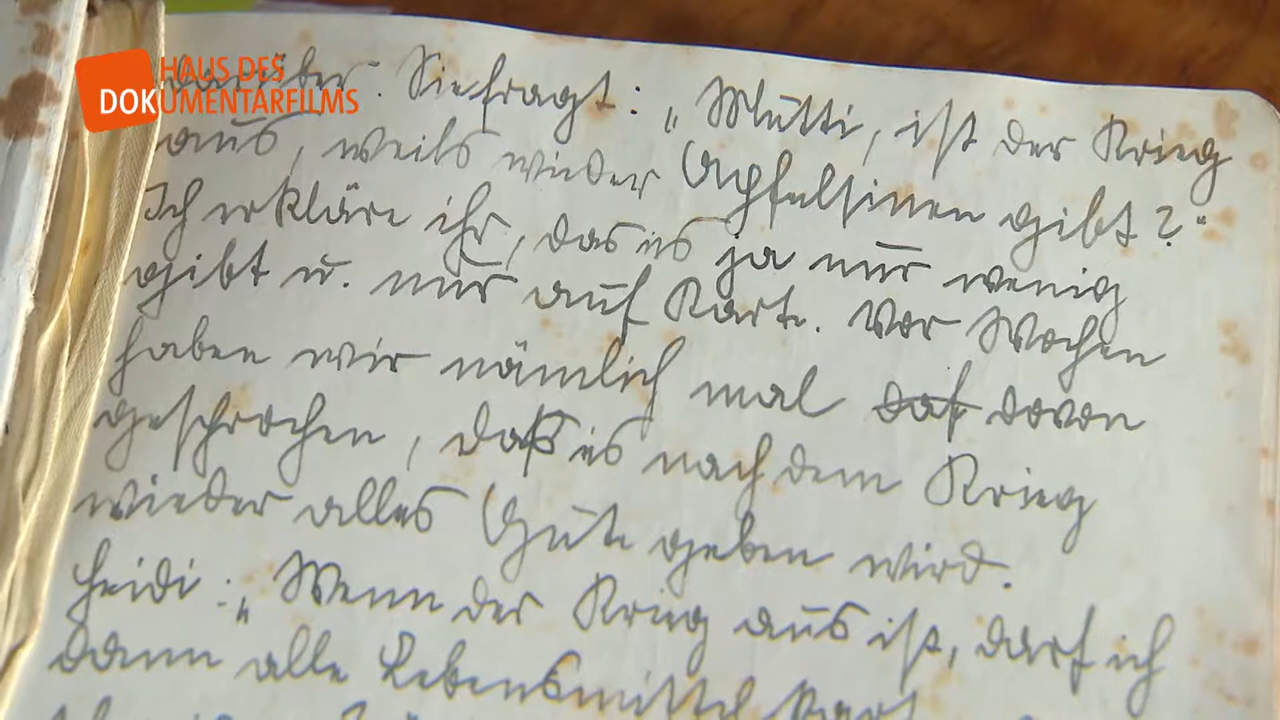 HAUS DES
DOKUMENTARFILMS
darüber. Sie fragt: „Mutti, ist der Krieg
aus, weils wieder Apfelsinen gibt?“
Ich erkläre ihr, das es ja nur wenig
gibt u. nur auf Karte. Vor Wochen
haben wir nämlich mal daß davon
gesprochen, daß es nach dem Krieg
wieder alles Gute geben wird.
Heidi: „Wenn der Krieg aus ist, darf ich
dann alle Lebensmittel